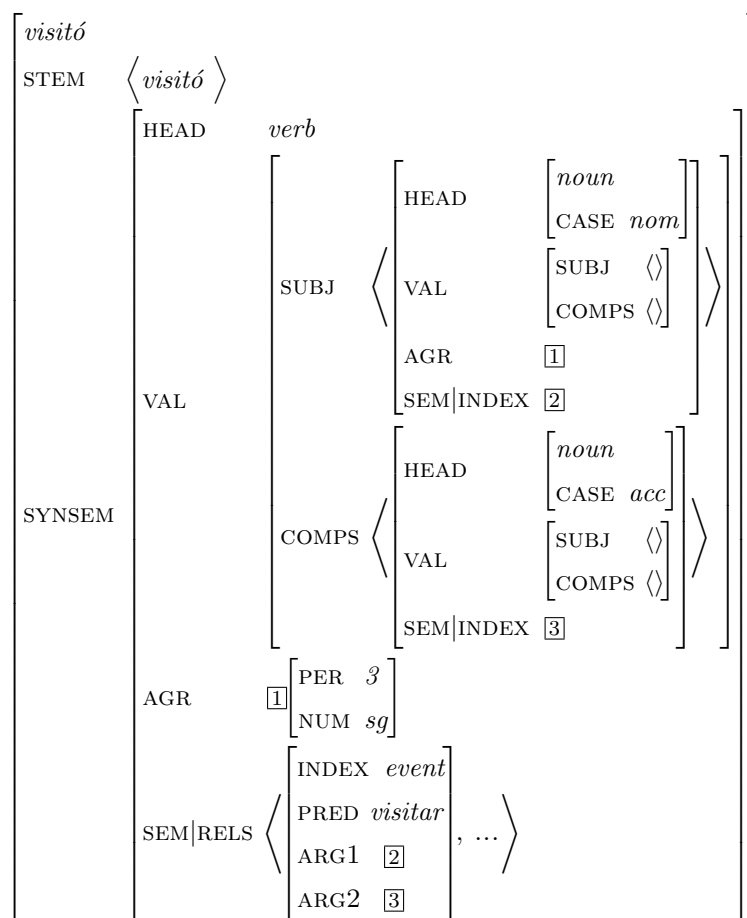 visitó
STEM ⟨ visitó ⟩
HEAD verb
HEAD noun
CASE nom
SUBJ VAL SUBJ ⟨⟩
COMPS ⟨⟩
AGR 1
VAL SEM|INDEX 2
HEAD noun
CASE acc
SYNSEM
COMPS VAL SUBJ ⟨⟩
COMPS ⟨⟩
SEM|INDEX 3
AGR 1 PER 3
NUM sg
SEM|RELS INDEX event
PRED visitar
ARG1 2 , ...
ARG2 3